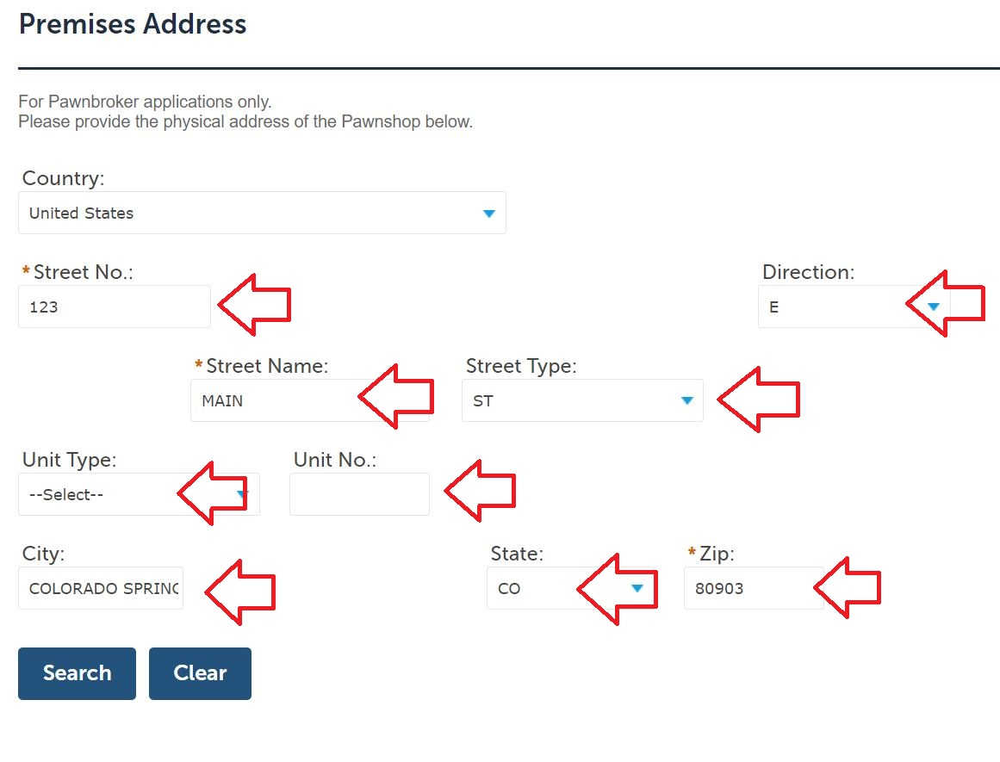 Premises Address
For Pawnbroker applications only.
Please provide the physical address of the Pawnshop below.
Country:
United States
*Street No.:
Direction:
123
E
*Street Name:
Street Type:
MAIN
ST
Unit Type:
Unit No.:
--Select--
City:
State:
*Zip:
COLORADO SPRING
CO
80903
Search
Clear